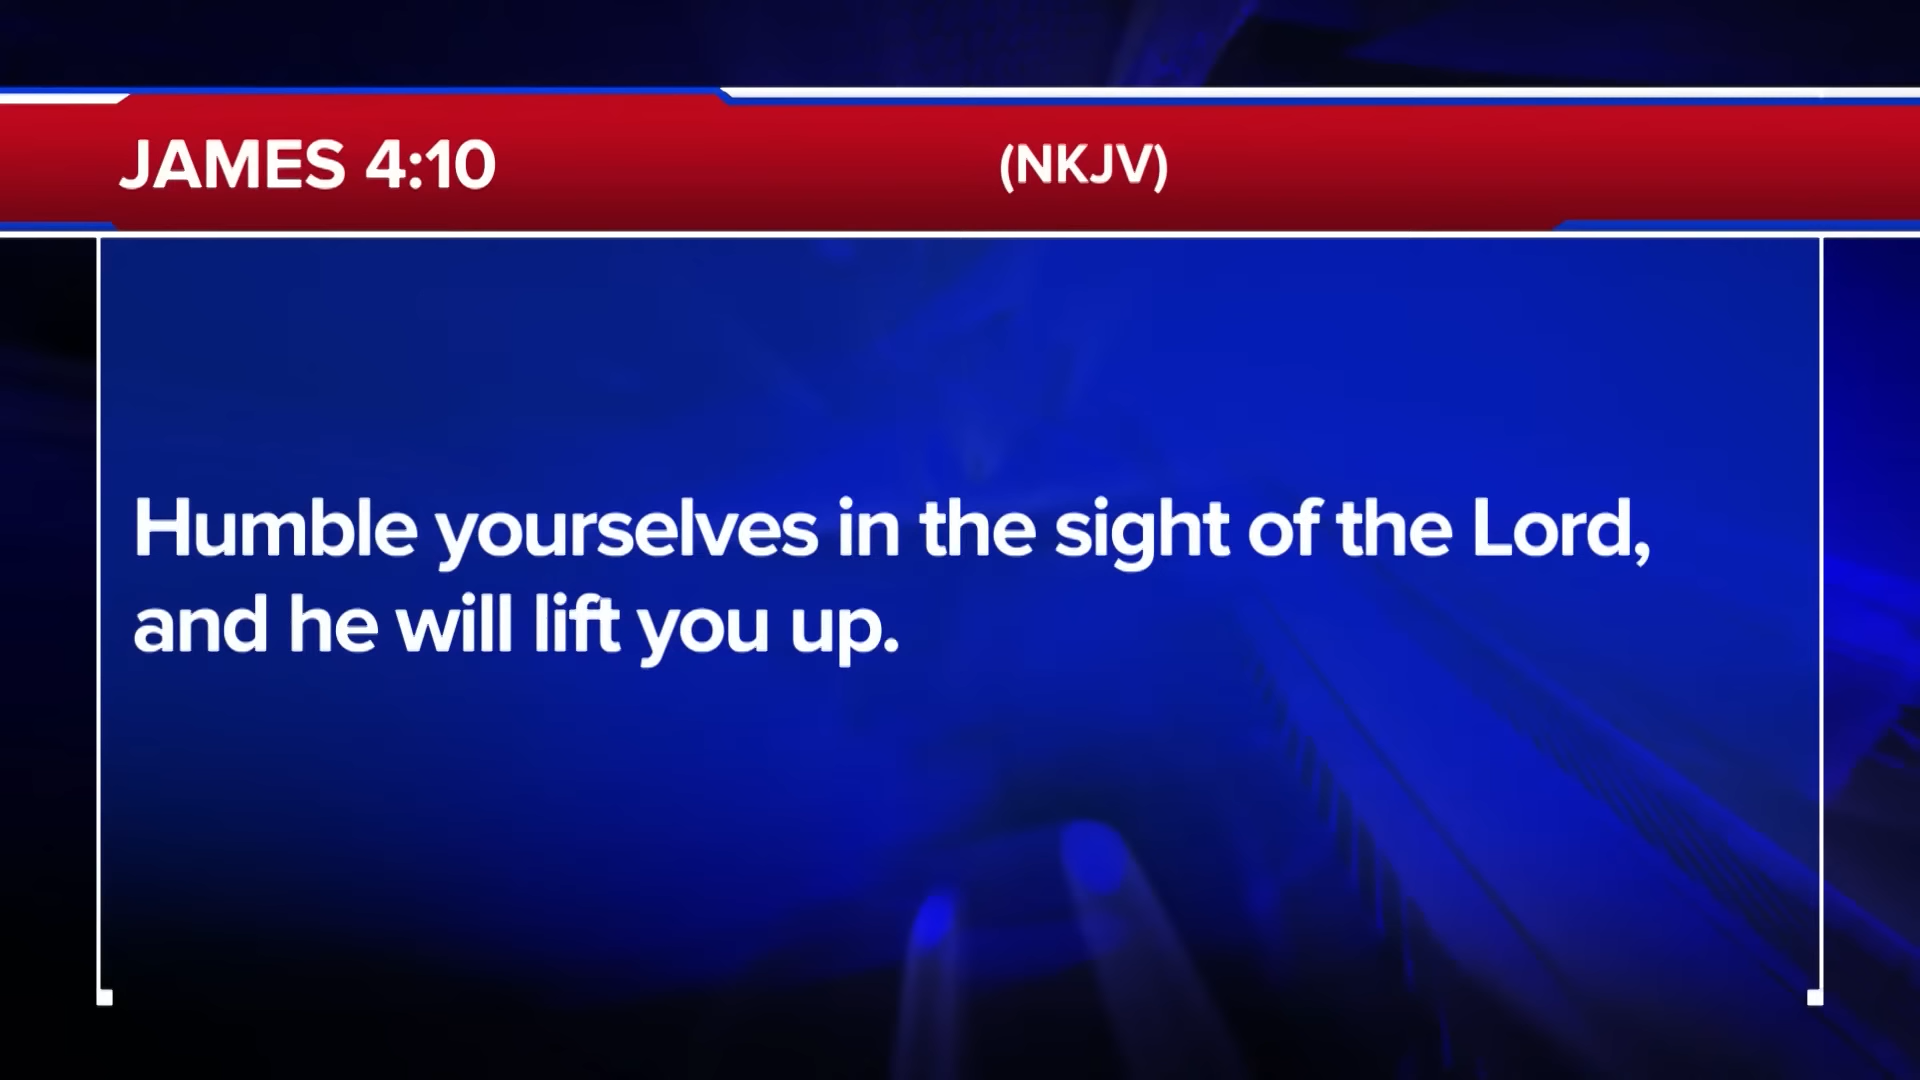 JAMES 4:10 (NKJV)
Humble yourselves in the sight of the Lord,
and he will lift you up.